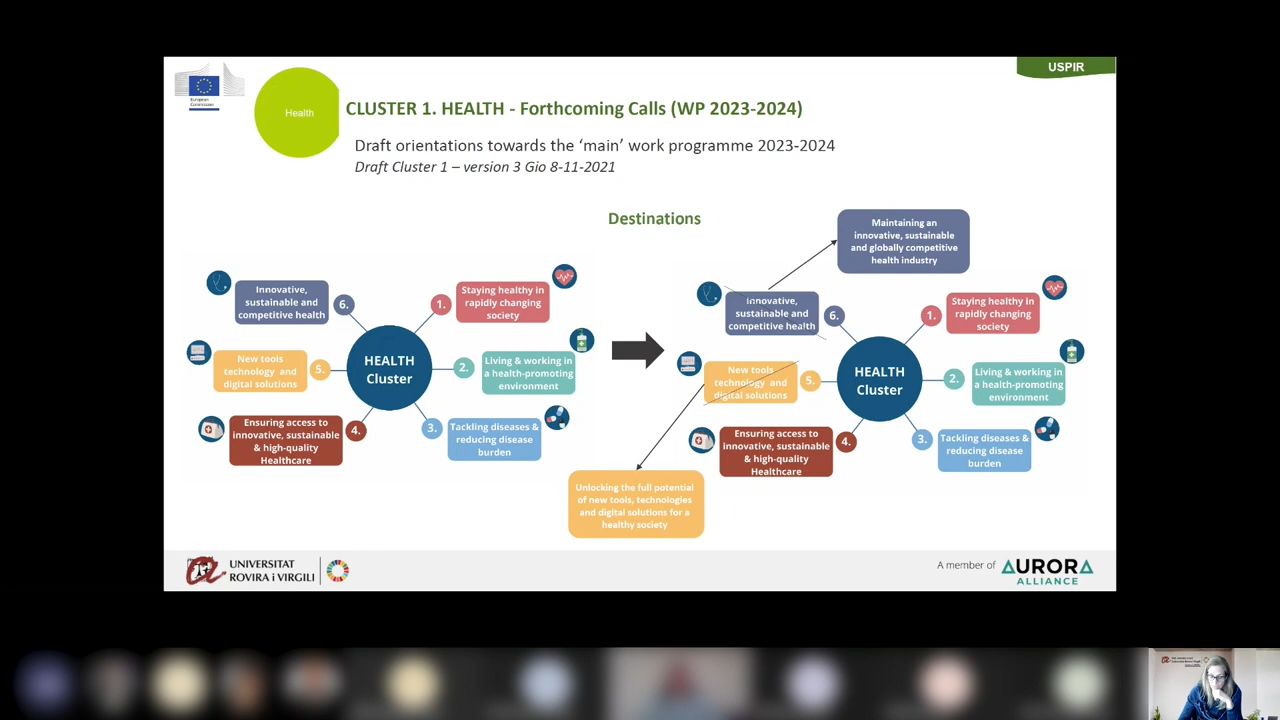 USPIR
European
Commission
Health
CLUSTER 1. HEALTH - Forthcoming Calls (WP 2023-2024)
Draft orientations towards the ‘main’ work programme 2023-2024
Draft Cluster 1 – version 3 Gio 8-11-2021
Destinations
Innovative,
sustainable and
competitive health
6.
1.
Staying healthy in
rapidly changing
society
New tools
technology and
digital solutions
5.
HEALTH
Cluster
2.
Living & working in
a health-promoting
environment
Ensuring access to
innovative, sustainable
& high-quality
Healthcare
4.
3.
Tackling diseases &
reducing disease
burden
Maintaining an
innovative, sustainable
and globally competitive
health industry
Innovative,
sustainable and
competitive health
6.
1.
Staying healthy in
rapidly changing
society
New tools
technology and
digital solutions
5.
HEALTH
Cluster
2.
Living & working in
a health-promoting
environment
Ensuring access to
innovative, sustainable
& high-quality
Healthcare
4.
3.
Tackling diseases &
reducing disease
burden
Unlocking the full potential
of new tools, technologies
and digital solutions for a
healthy society
UNIVERSITAT
ROVIRA i VIRGILI
A member of
AURORA
ALLIANCE